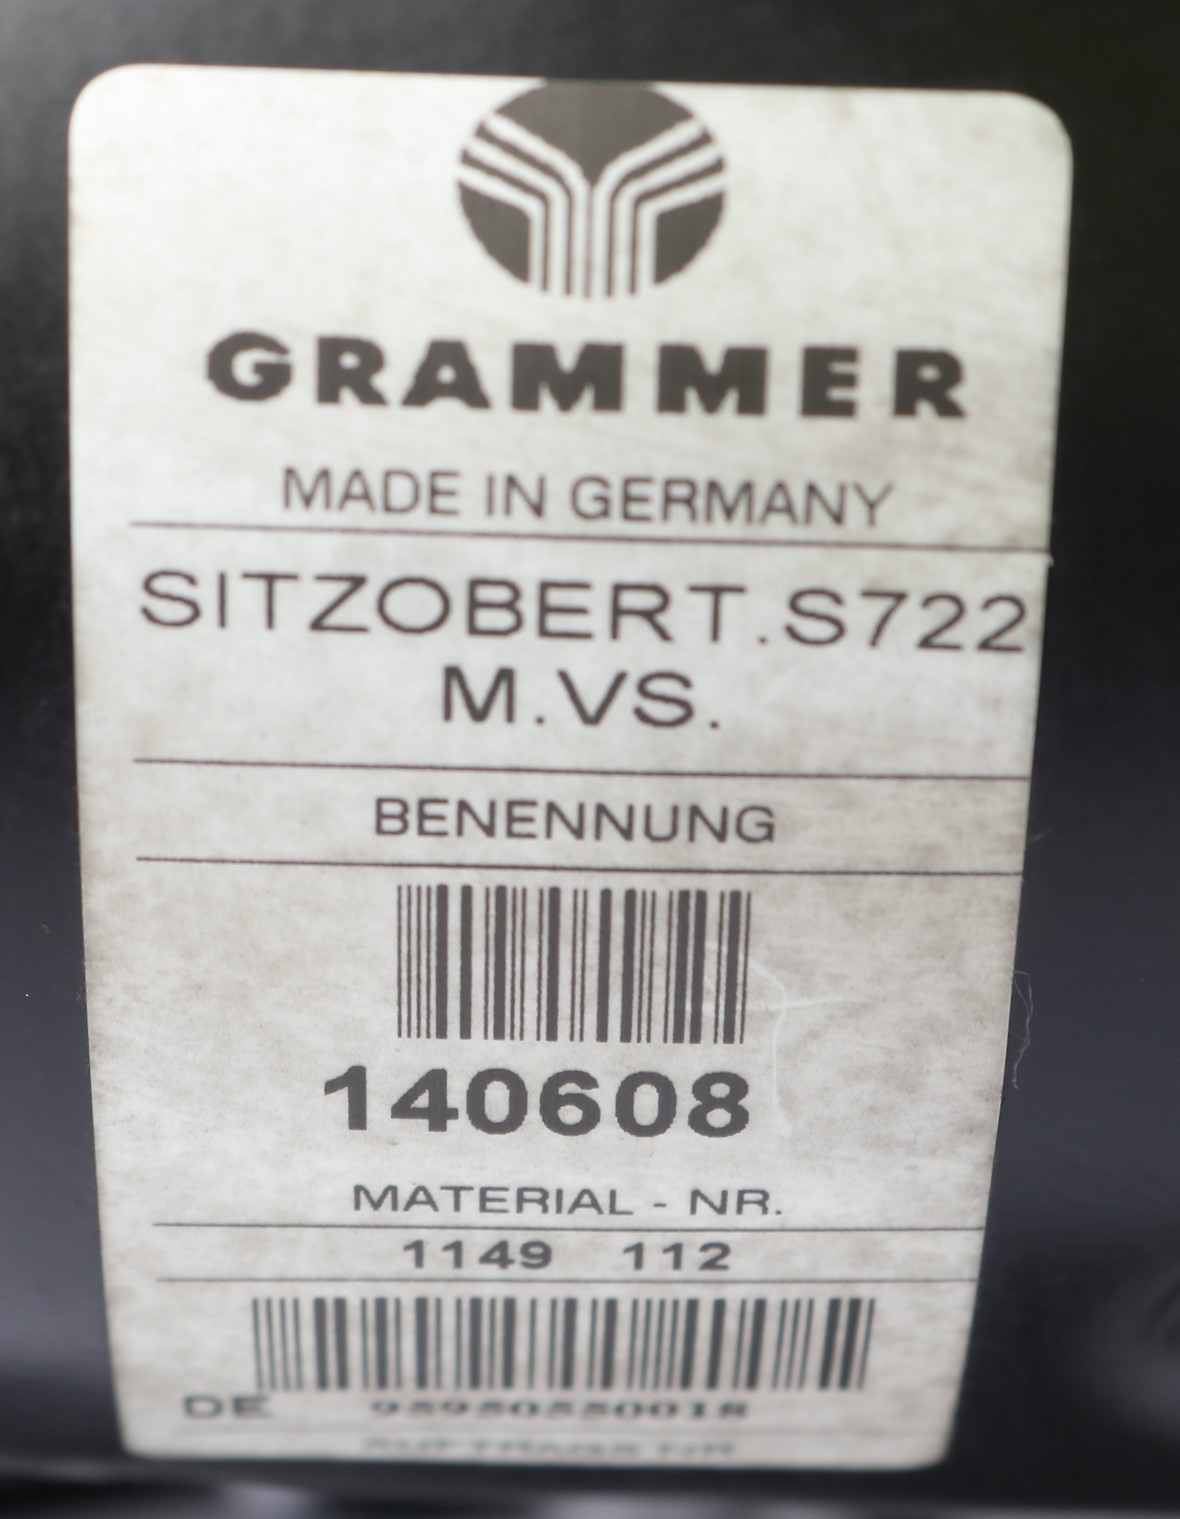 GRAMMER
MADE IN GERMANY
SITZOBERT.S722
M.VS.
BENENNUNG
140608
MATERIAL - NR.
1149 112
DE